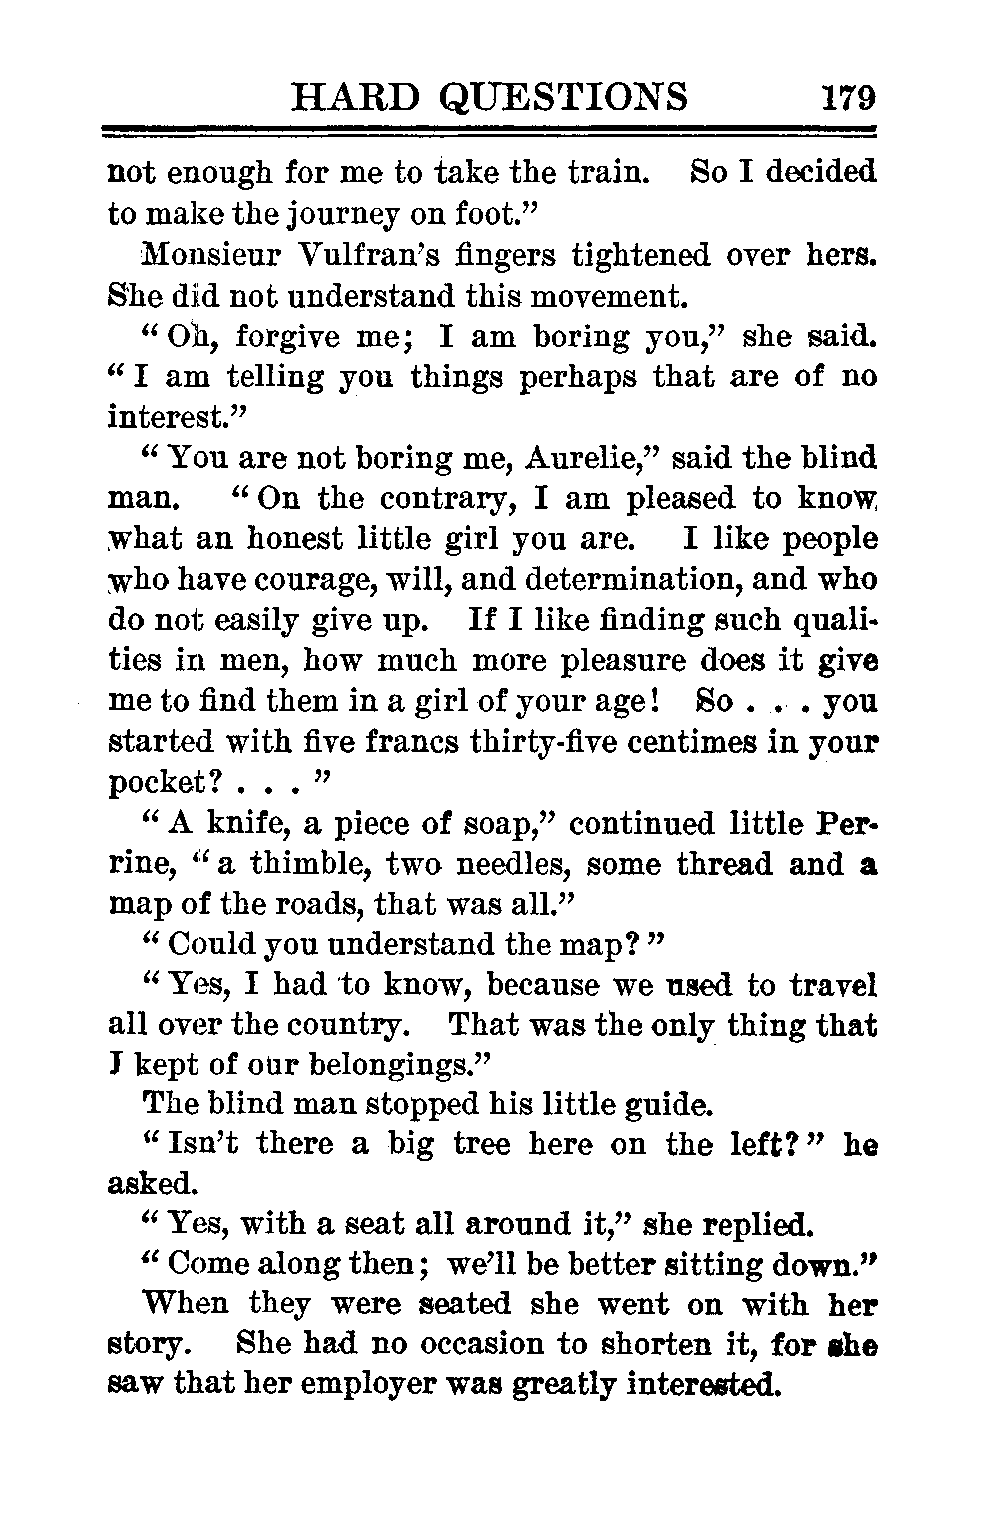 HARD QUESTIONS 179
not enough for me to take the train. So I decided
to make the journey on foot.”
Monsieur Vulfran’s fingers tightened over hers.
She did not understand this movement.
“ Oh, forgive me; I am boring you,” she said.
“ I am telling you things perhaps that are of no
interest.”
“ You are not boring me, Aurelie,” said the blind
man. “ On the contrary, I am pleased to know
what an honest little girl you are. I like people
who have courage, will, and determination, and who
do not easily give up. If I like finding such quali-
ties in men, how much more pleasure does it give
me to find them in a girl of your age! So . . . you
started with five francs thirty-five centimes in your
pocket? . . . ”
“ A knife, a piece of soap,” continued little Per-
rine, “ a thimble, two needles, some thread and a
map of the roads, that was all.”
“ Could you understand the map? ”
“ Yes, I had to know, because we used to travel
all over the country. That was the only thing that
I kept of our belongings.”
The blind man stopped his little guide.
“ Isn’t there a big tree here on the left? ” he
asked.
“ Yes, with a seat all around it,” she replied.
“ Come along then; we’ll be better sitting down.”
When they were seated she went on with her
story. She had no occasion to shorten it, for she
saw that her employer was greatly interested.